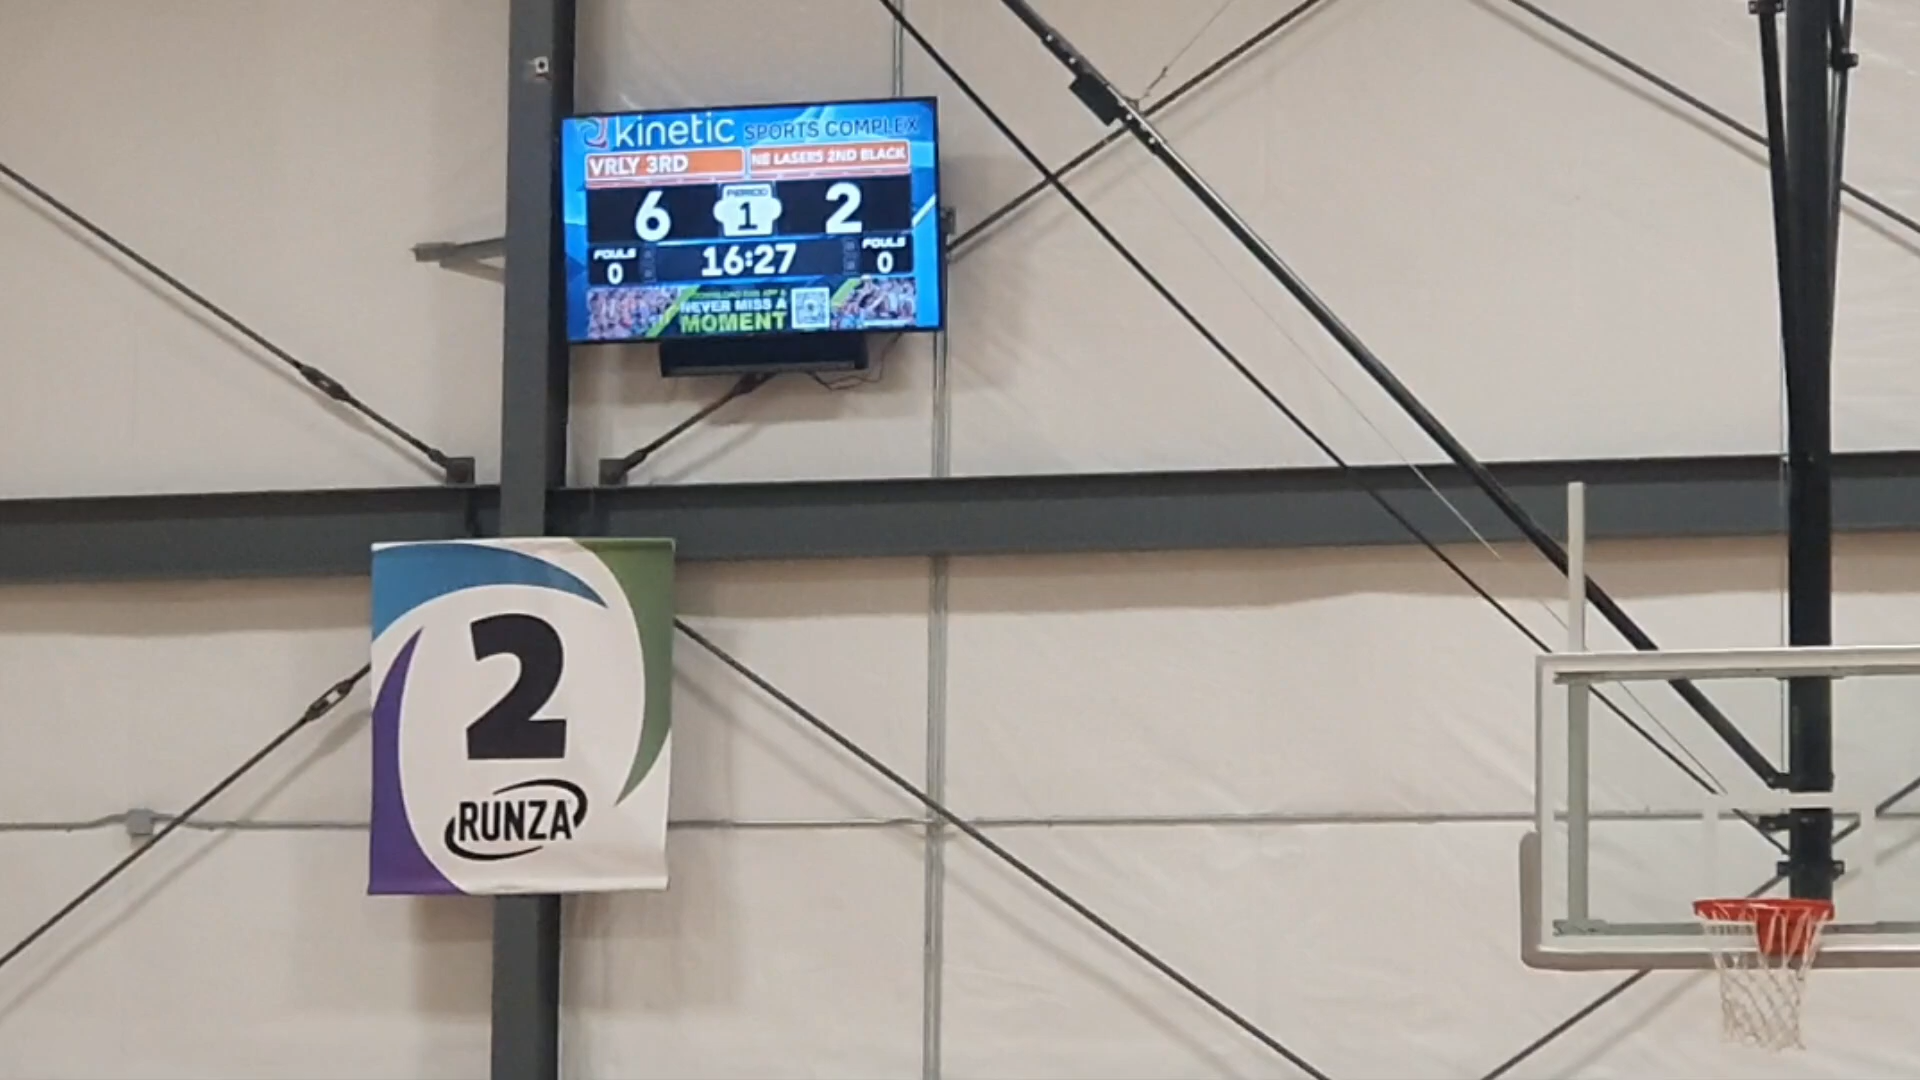 kinetic SPORTS COMPLEX
VRLY 3RD NE LASERS 2ND BLACK
PERIOD
6 1 2
FOULS 16:27 FOULS
0 0
NEVER MISS A
MOMENT
2
RUNZA